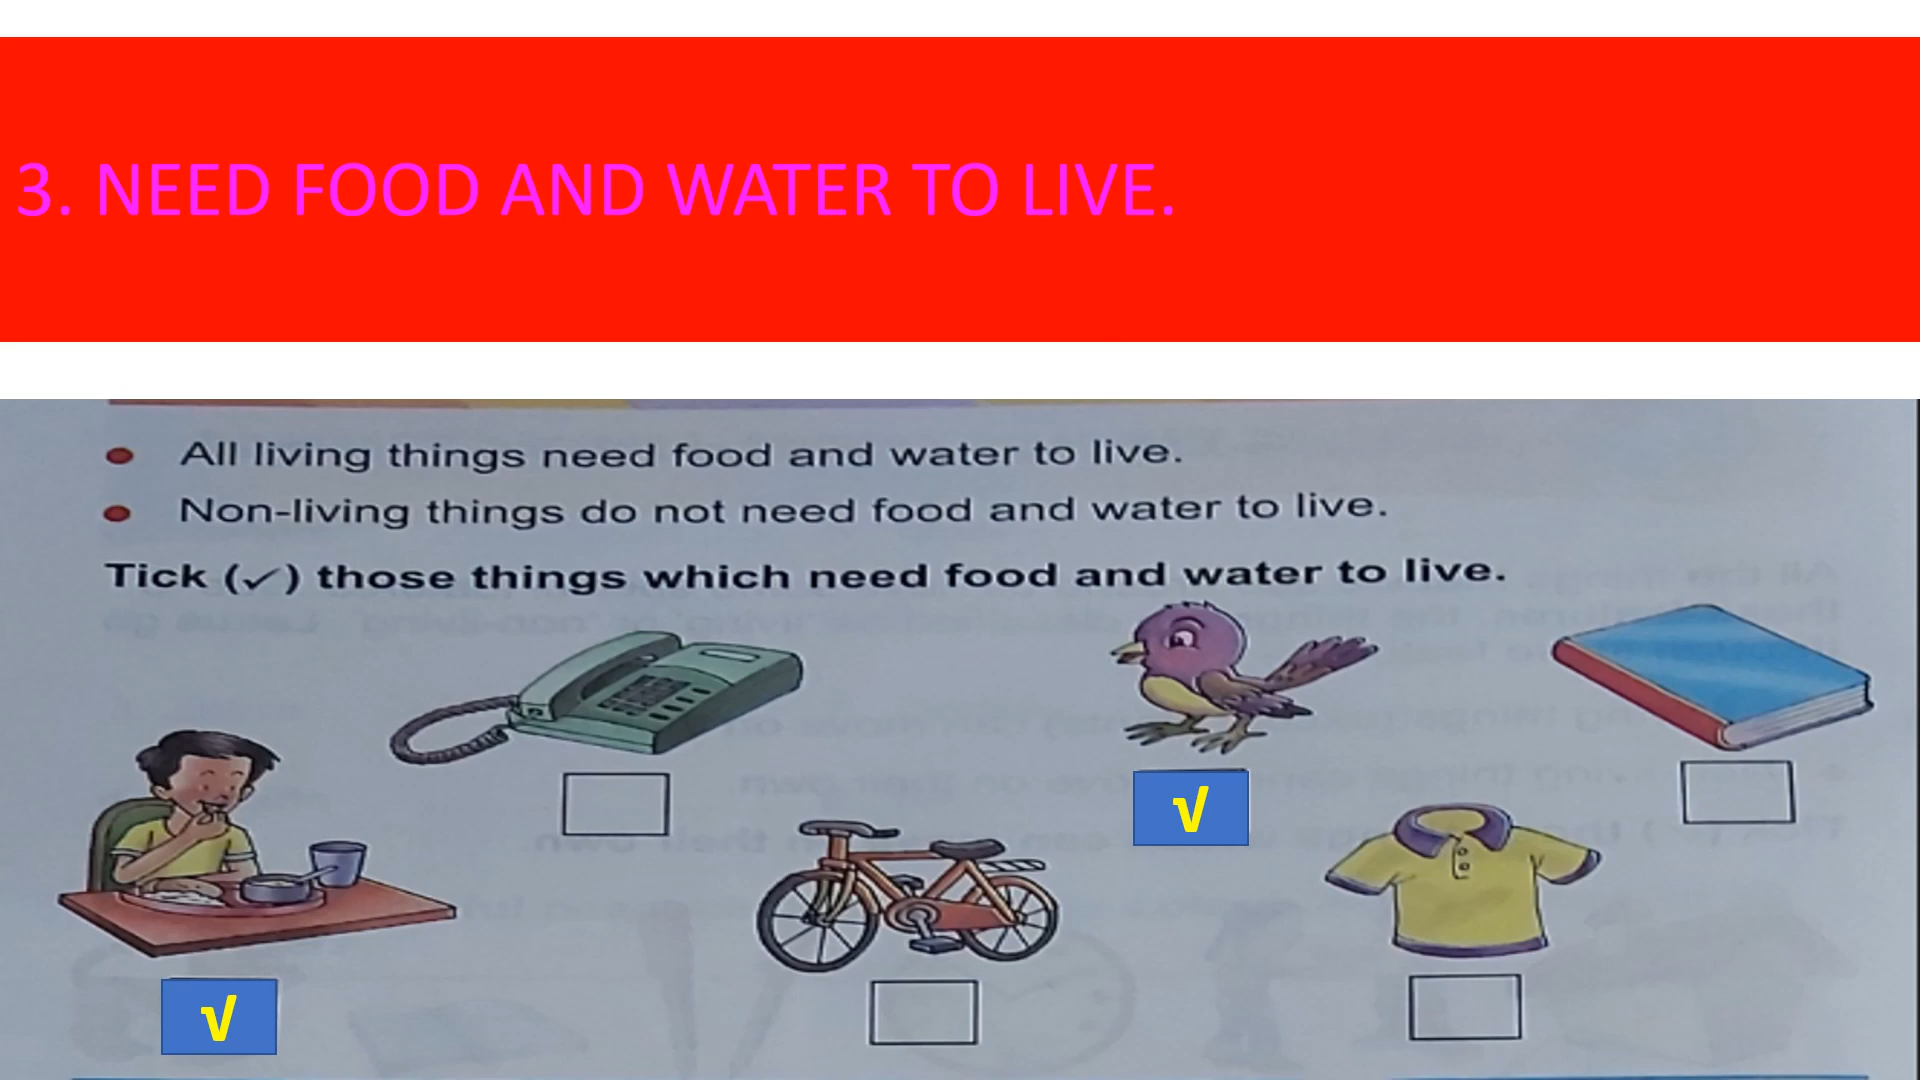 3. NEED FOOD AND WATER TO LIVE.
All living things need food and water to live.
Non-living things do not need food and water to live.
Tick (✓) those things which need food and water to live.
√
√